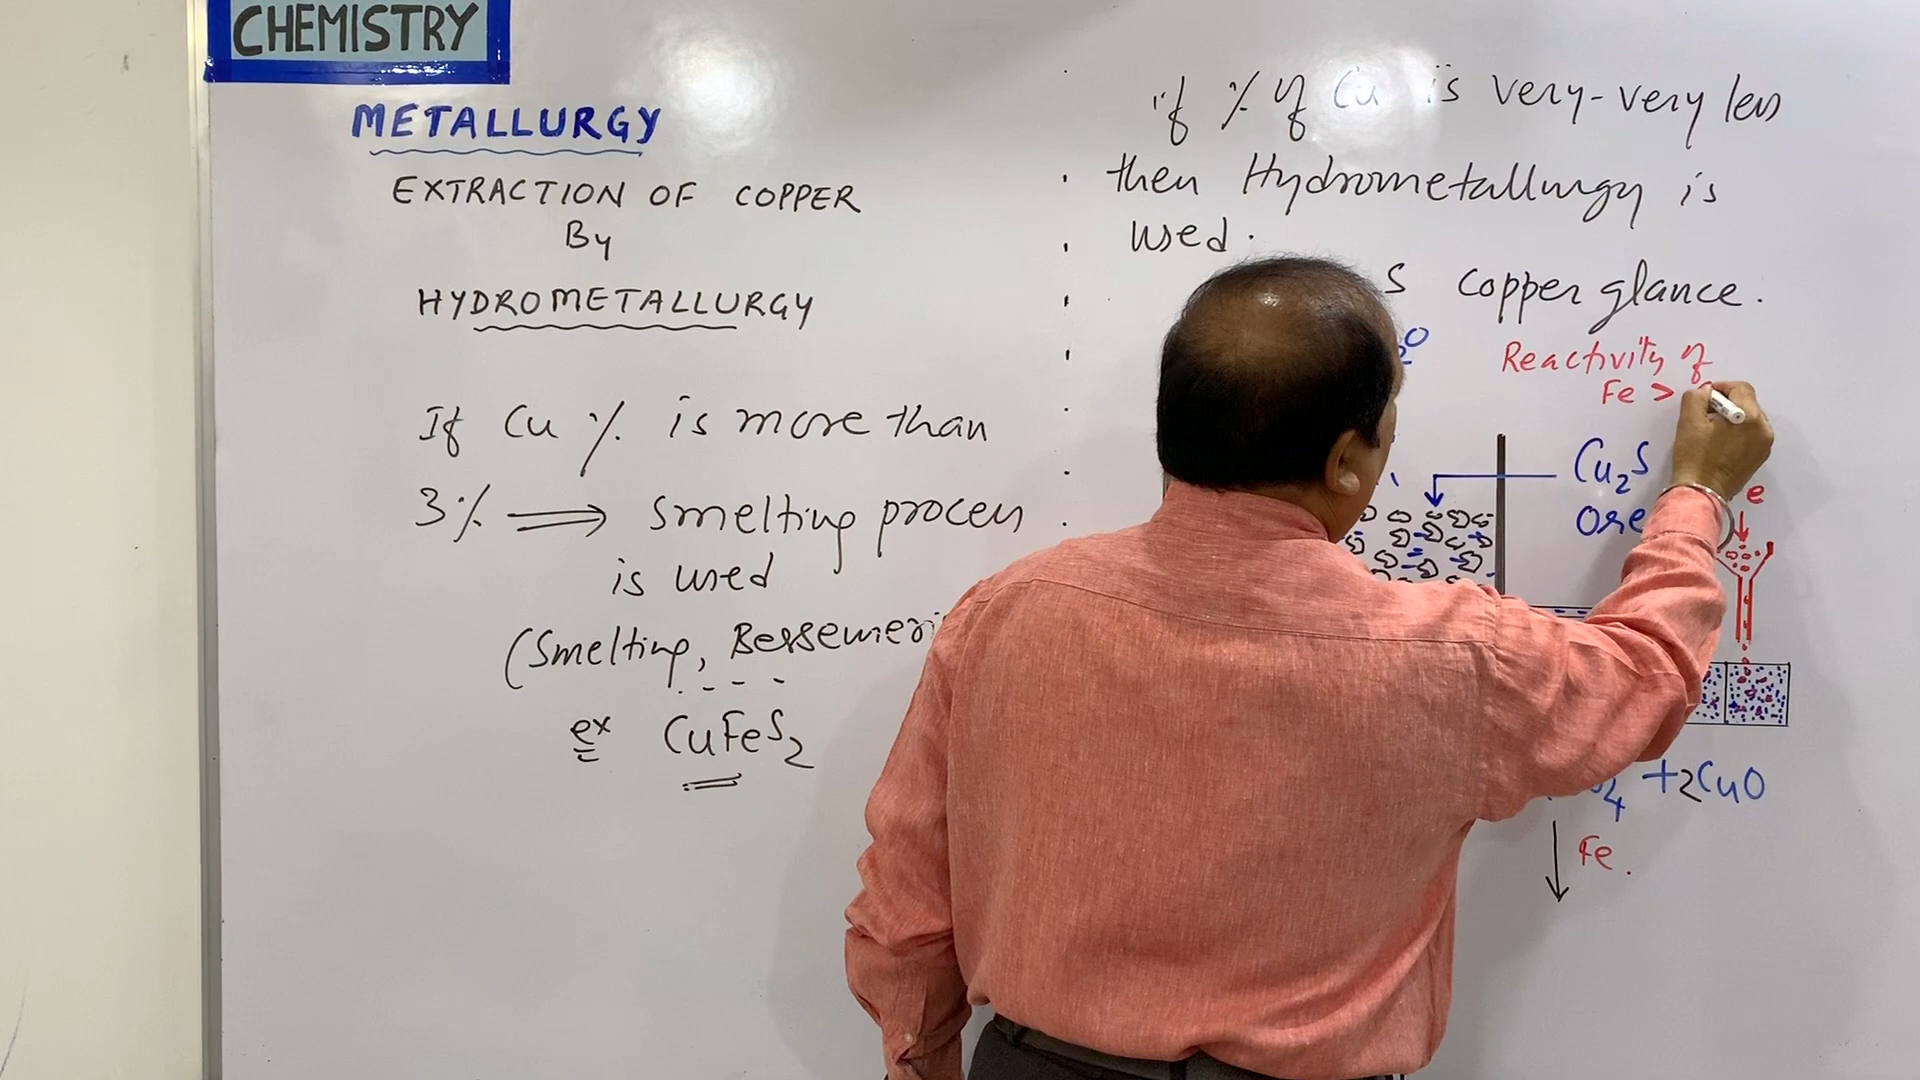 CHEMISTRY
METALLURGY
EXTRACTION OF COPPER
By
HYDROMETALLURGY
If Cu % is more than
3% ⟹ smelting process
is used
(Smelting, Bessemeri
ex CuFeS₂
if % of Cu is very-very less
then Hydrometallurgy is
used.
S copper glance.
Reactivity of
Fe >
Cu₂S
Ore
e
₄ +2CuO
↓ Fe.